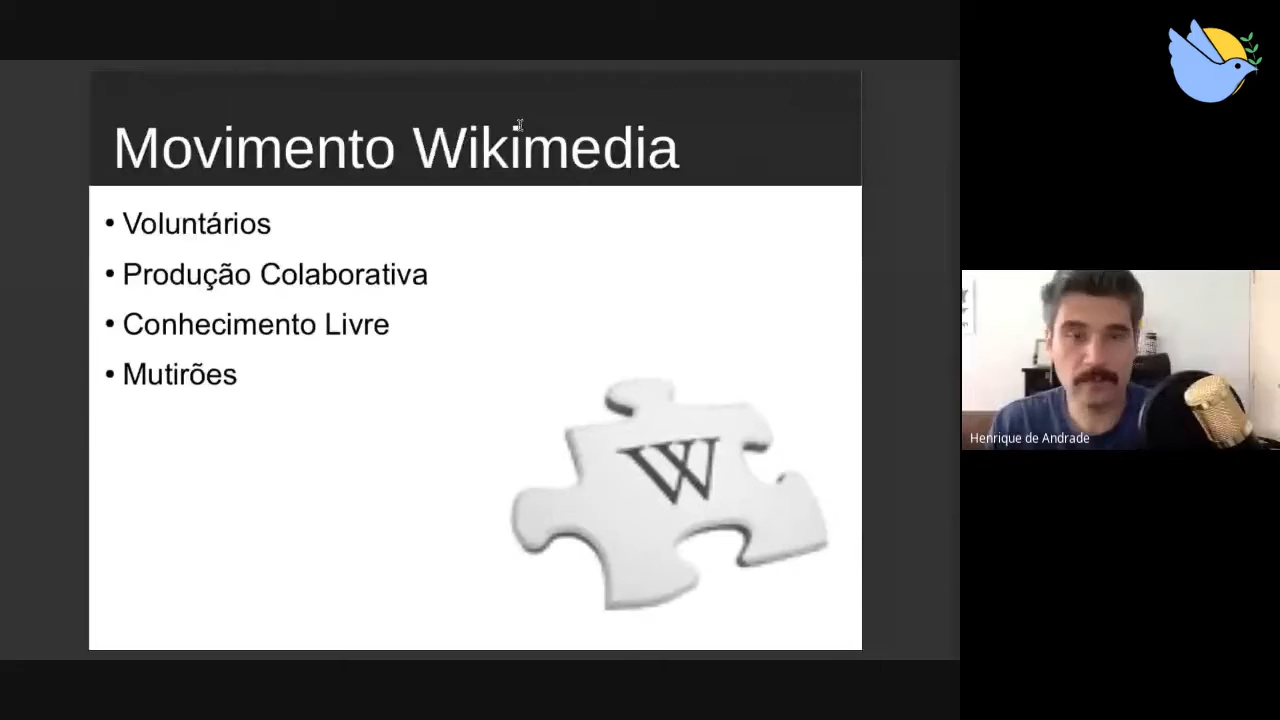 Movimento Wikimedia
• Voluntários
• Produção Colaborativa
• Conhecimento Livre
• Mutirões
W
Henrique de Andrade